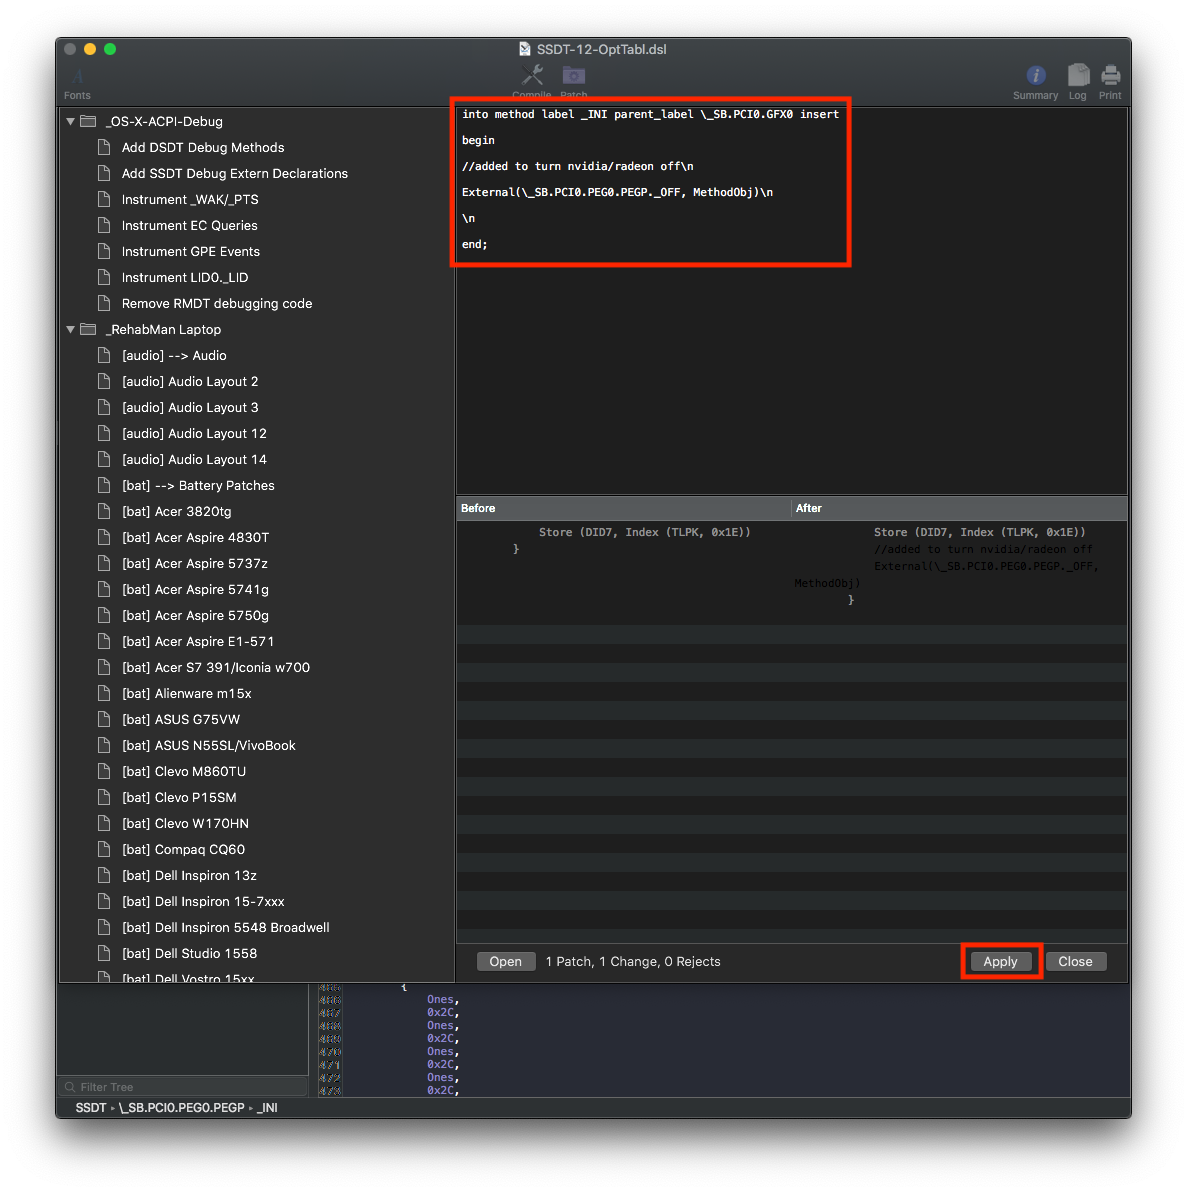 SSDT-12-OptTabl.dsl
Fonts
Compile
Patch
Summary
Log
Print
_OS-X-ACPI-Debug
Add DSDT Debug Methods
Add SSDT Debug Extern Declarations
Instrument _WAK/_PTS
Instrument EC Queries
Instrument GPE Events
Instrument LID0._LID
Remove RMDT debugging code
_RehabMan Laptop
[audio] --> Audio
[audio] Audio Layout 2
[audio] Audio Layout 3
[audio] Audio Layout 12
[audio] Audio Layout 14
[bat] --> Battery Patches
[bat] Acer 3820tg
[bat] Acer Aspire 4830T
[bat] Acer Aspire 5737z
[bat] Acer Aspire 5741g
[bat] Acer Aspire 5750g
[bat] Acer Aspire E1-571
[bat] Acer S7 391/Iconia w700
[bat] Alienware m15x
[bat] ASUS G75VW
[bat] ASUS N55SL/VivoBook
[bat] Clevo M860TU
[bat] Clevo P15SM
[bat] Clevo W170HN
[bat] Compaq CQ60
[bat] Dell Inspiron 13z
[bat] Dell Inspiron 15-7xxx
[bat] Dell Inspiron 5548 Broadwell
[bat] Dell Studio 1558
[bat] Dell Vostro 15xx
into method label _INI parent_label \_SB.PCI0.GFX0 insert
begin
//added to turn nvidia/radeon off\n
External(\_SB.PCI0.PEG0.PEGP._OFF, MethodObj)\n
\n
end;
Before
After
Store (DID7, Index (TLPK, 0x1E))
}
Store (DID7, Index (TLPK, 0x1E))
//added to turn nvidia/radeon off
External(\_SB.PCI0.PEG0.PEGP._OFF,
MethodObj)
}
Open
1 Patch, 1 Change, 0 Rejects
Apply
Close
{
Ones,
0x2C,
Ones,
0x2C,
Ones,
0x2C,
Ones,
0x2C,
Filter Tree
SSDT \_SB.PCI0.PEG0.PEGP _INI